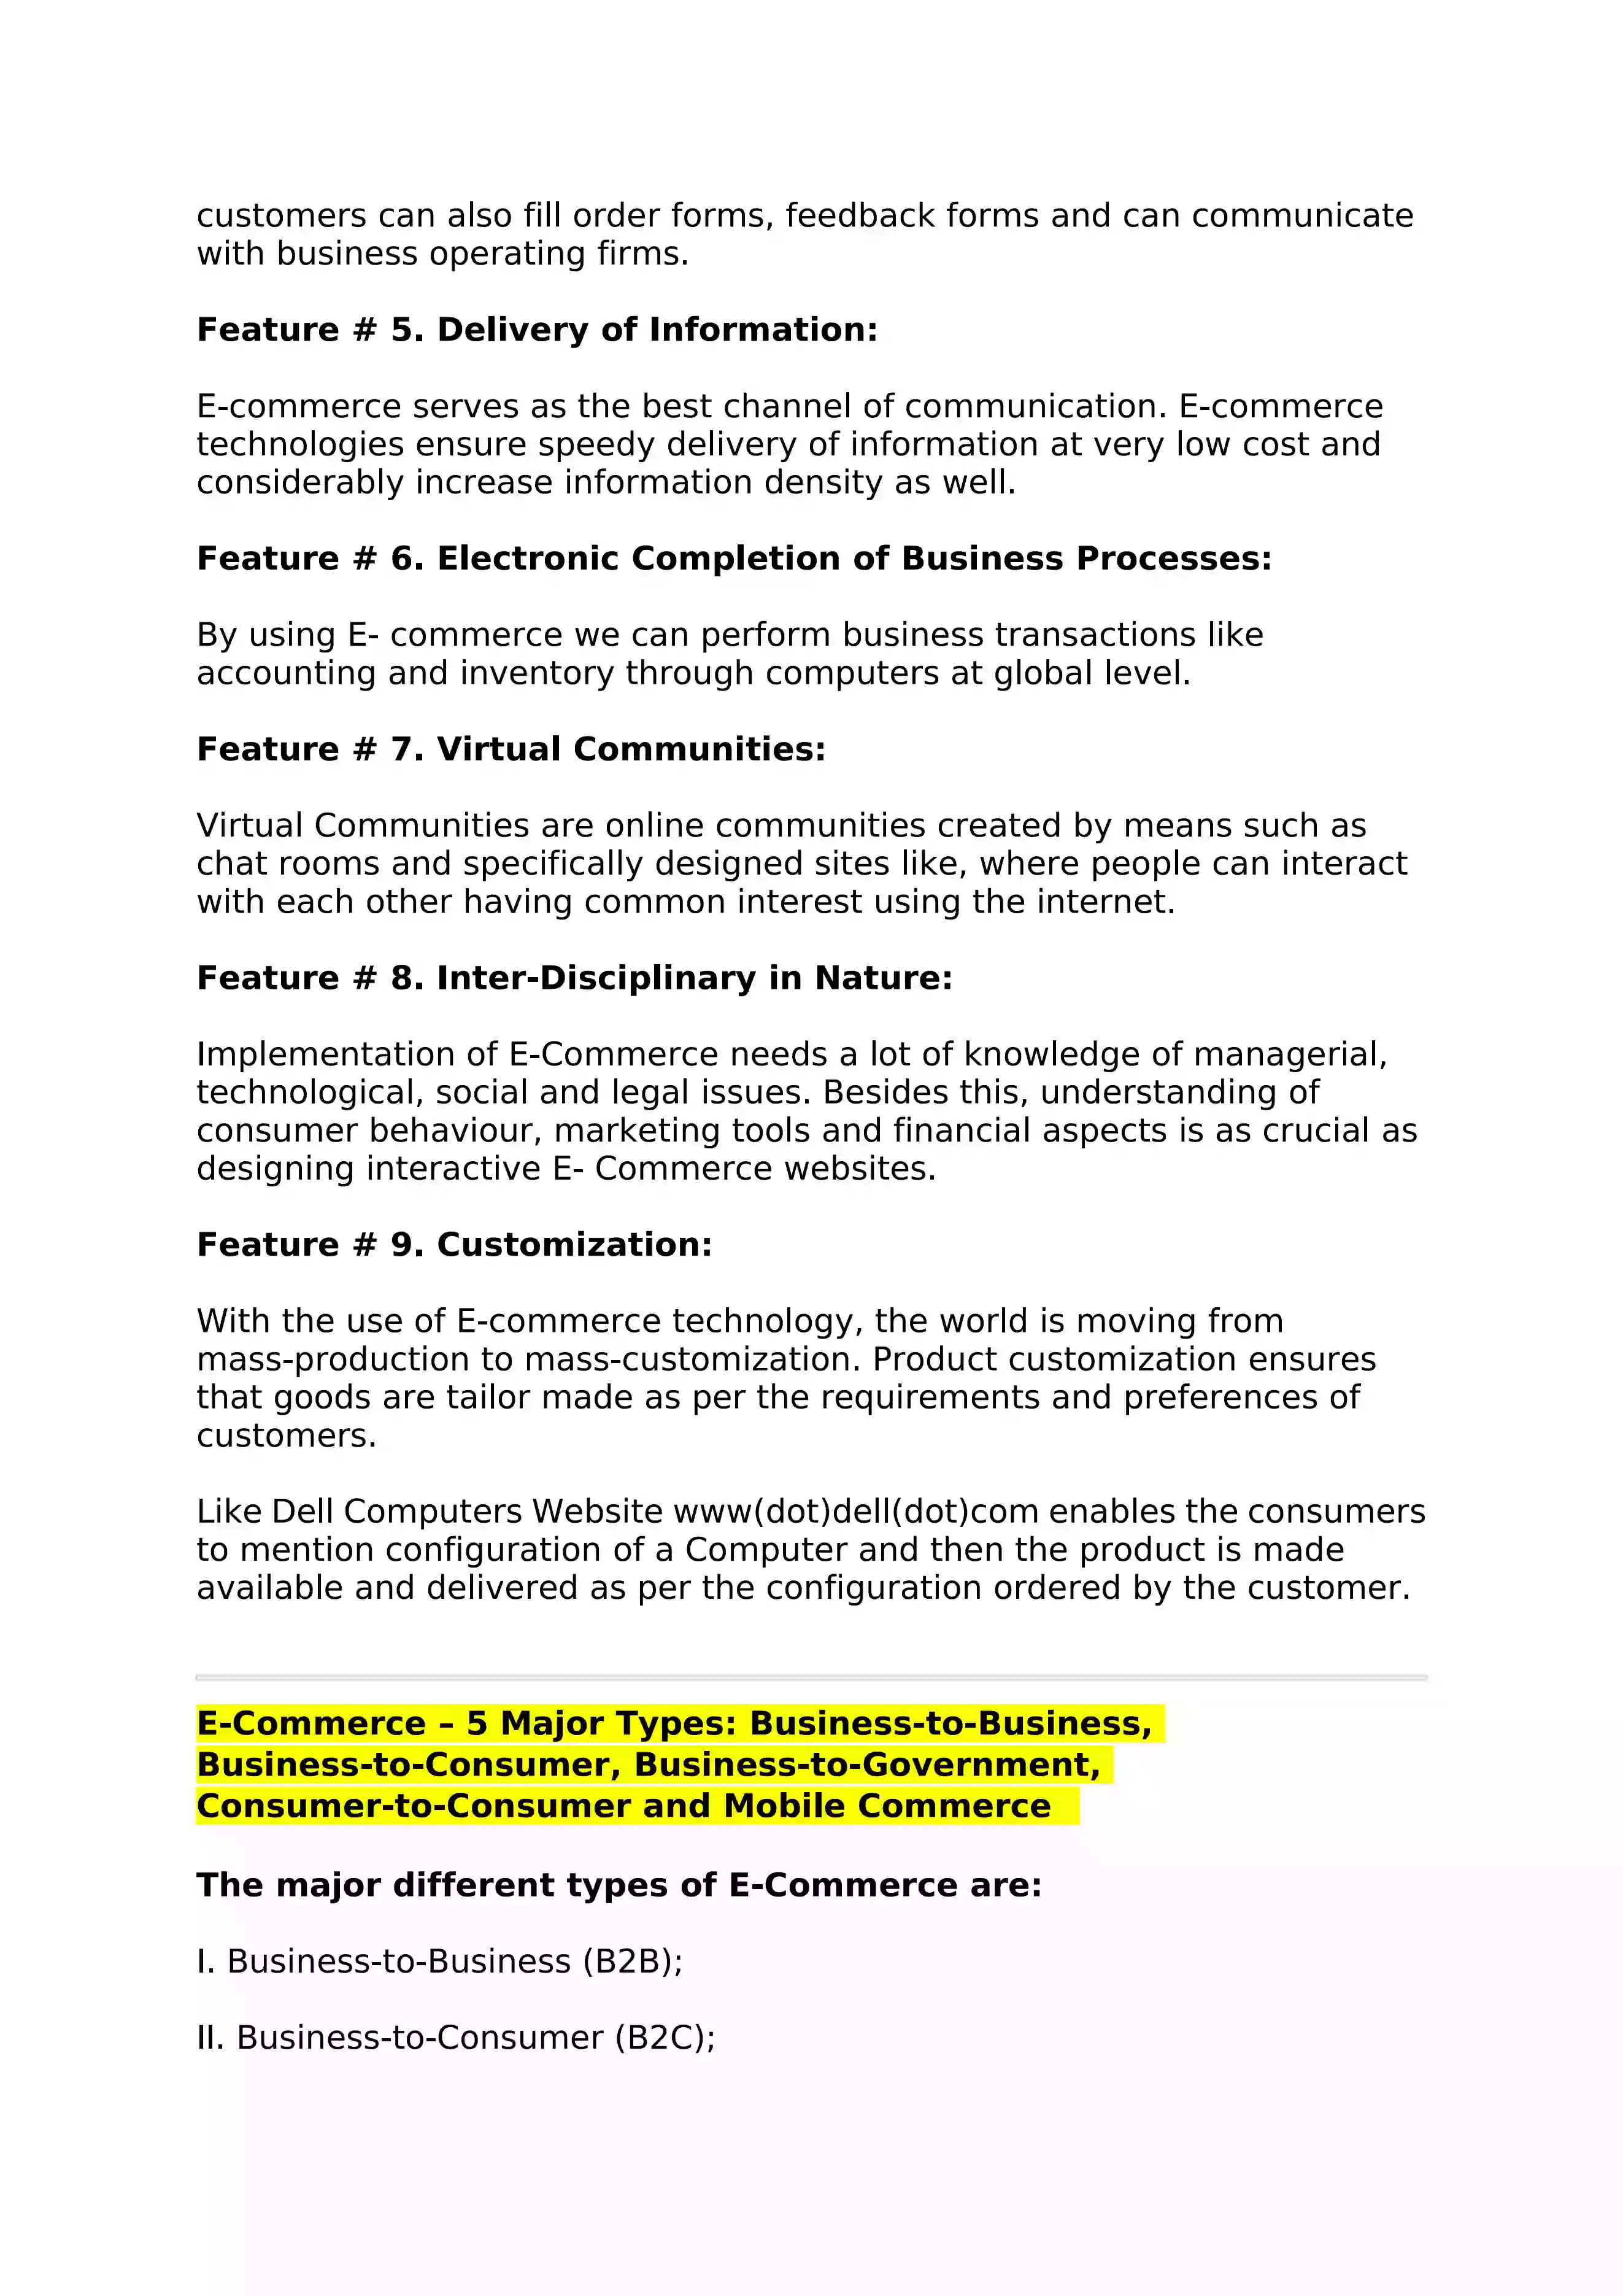 customers can also fill order forms, feedback forms and can communicate
with business operating firms.
Feature # 5. Delivery of Information:
E-commerce serves as the best channel of communication. E-commerce
technologies ensure speedy delivery of information at very low cost and
considerably increase information density as well.
Feature # 6. Electronic Completion of Business Processes:
By using E- commerce we can perform business transactions like
accounting and inventory through computers at global level.
Feature # 7. Virtual Communities:
Virtual Communities are online communities created by means such as
chat rooms and specifically designed sites like, where people can interact
with each other having common interest using the internet.
Feature # 8. Inter-Disciplinary in Nature:
Implementation of E-Commerce needs a lot of knowledge of managerial,
technological, social and legal issues. Besides this, understanding of
consumer behaviour, marketing tools and financial aspects is as crucial as
designing interactive E- Commerce websites.
Feature # 9. Customization:
With the use of E-commerce technology, the world is moving from
mass-production to mass-customization. Product customization ensures
that goods are tailor made as per the requirements and preferences of
customers.
Like Dell Computers Website www(dot)dell(dot)com enables the consumers
to mention configuration of a Computer and then the product is made
available and delivered as per the configuration ordered by the customer.
E-Commerce – 5 Major Types: Business-to-Business,
Business-to-Consumer, Business-to-Government,
Consumer-to-Consumer and Mobile Commerce
The major different types of E-Commerce are:
I. Business-to-Business (B2B);
II. Business-to-Consumer (B2C);